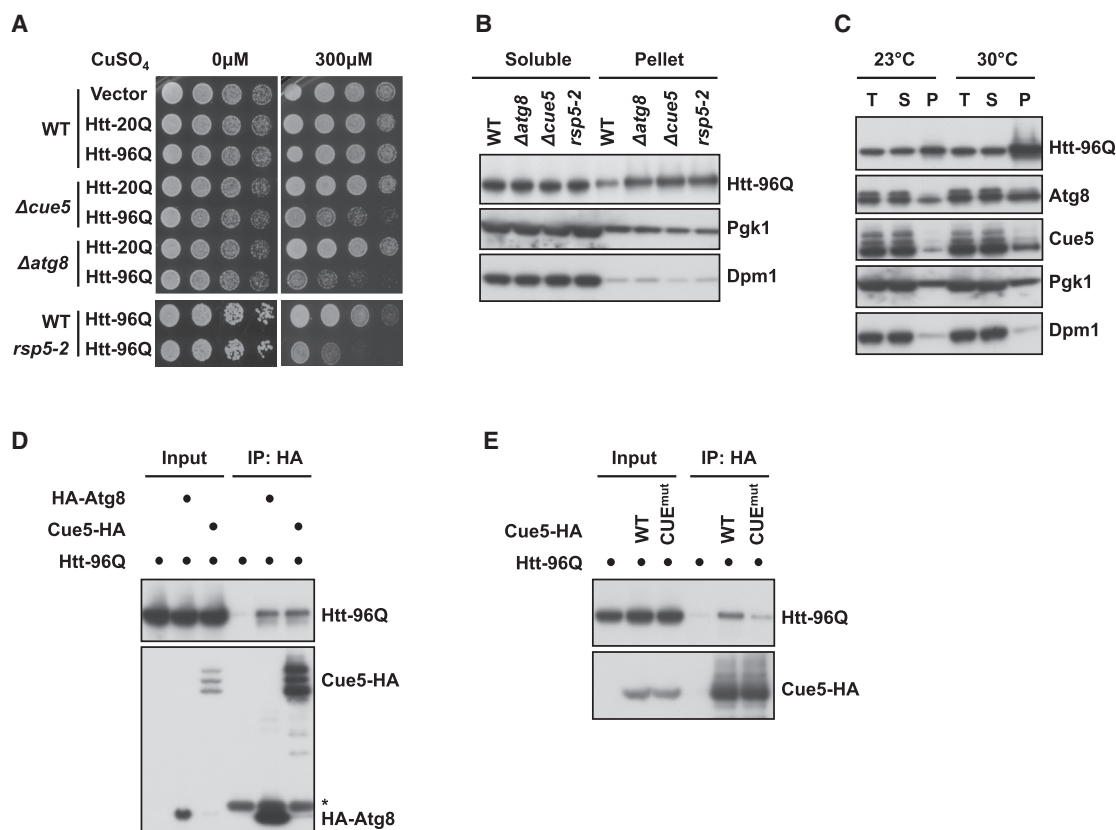 A
CuSO4 0µM 300µM
WT
Vector
Htt-20Q
Htt-96Q
Δcue5
Htt-20Q
Htt-96Q
Δatg8
Htt-20Q
Htt-96Q
WT Htt-96Q
rsp5-2 Htt-96Q
B
Soluble Pellet
WT Δatg8 Δcue5 rsp5-2 WT Δatg8 Δcue5 rsp5-2
Htt-96Q
Pgk1
Dpm1
C
23°C 30°C
T S P T S P
Htt-96Q
Atg8
Cue5
Pgk1
Dpm1
D
Input IP: HA
HA-Atg8 • •
Cue5-HA • •
Htt-96Q • • • • • •
Htt-96Q
Cue5-HA
*
HA-Atg8
E
Input IP: HA
Cue5-HA WT CUEmut WT CUEmut
Htt-96Q • • • • • •
Htt-96Q
Cue5-HA